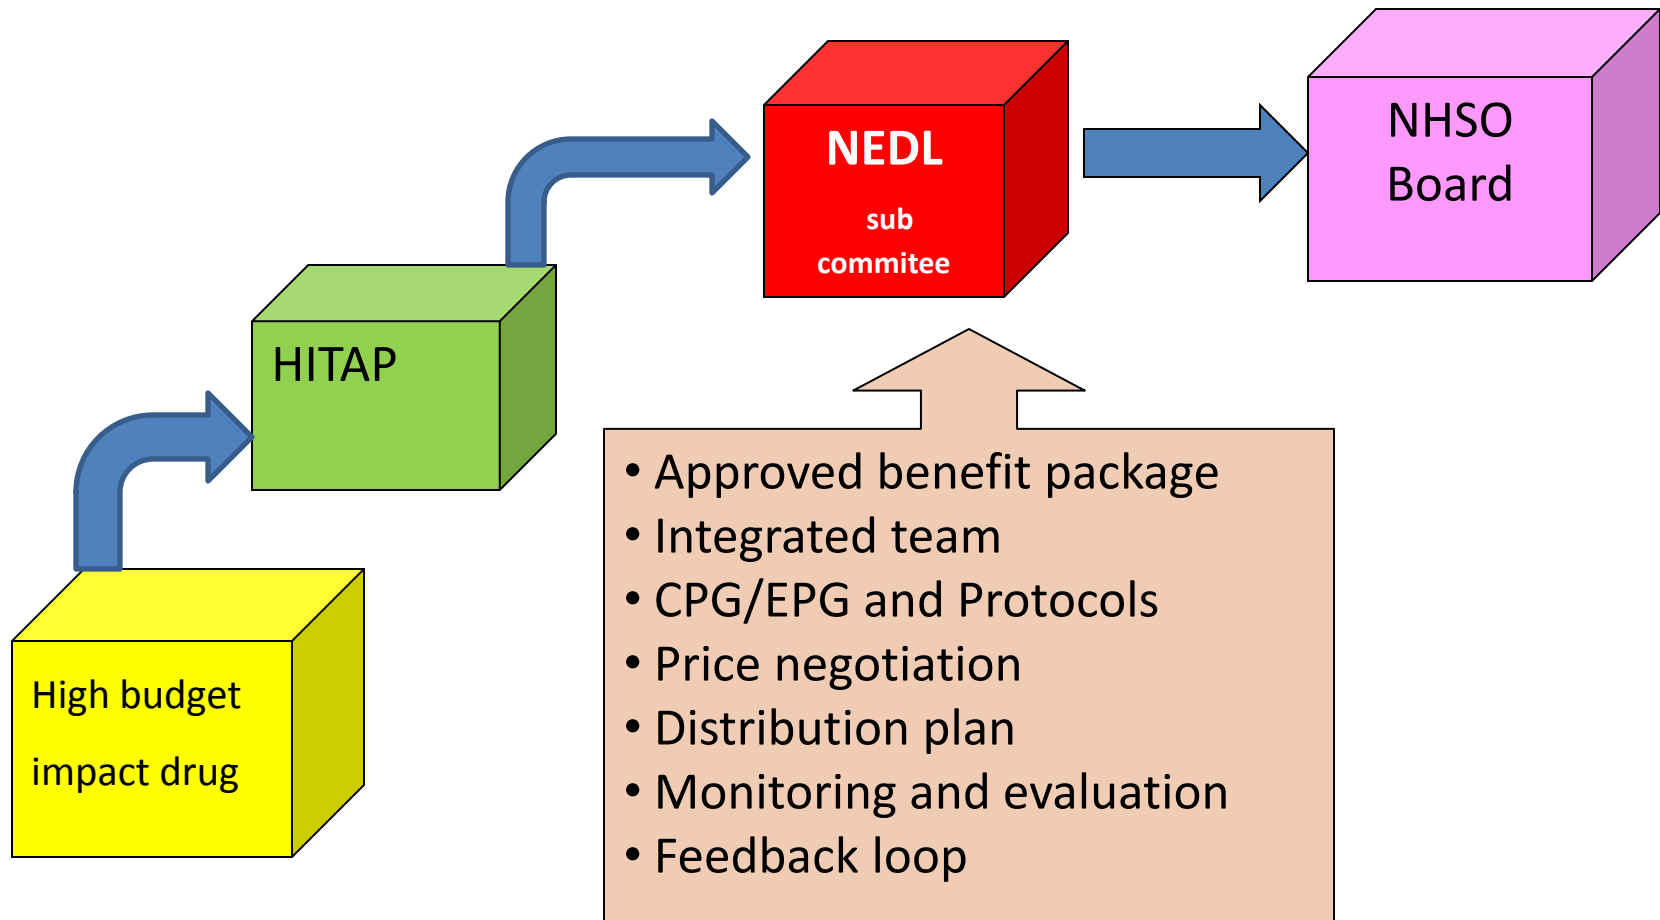 NEDL
sub
commitee
NHSO
Board
HITAP
High budget
impact drug
• Approved benefit package
• Integrated team
• CPG/EPG and Protocols
• Price negotiation
• Distribution plan
• Monitoring and evaluation
• Feedback loop